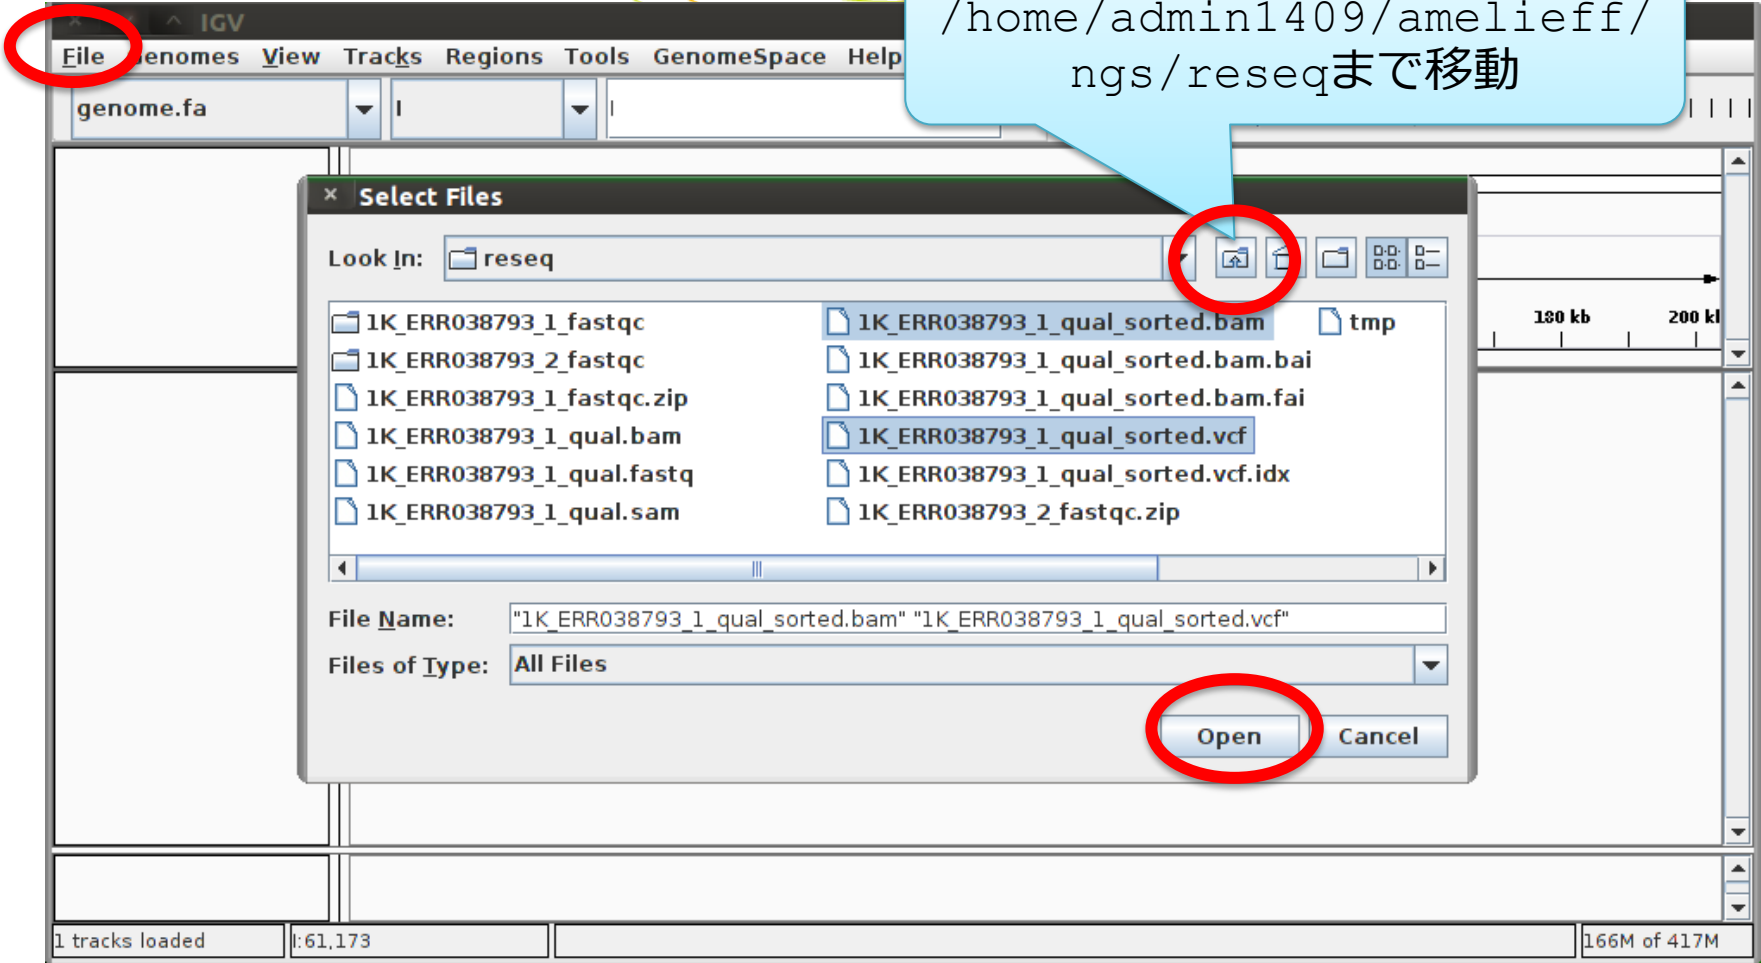 /home/admin1409/amelieff/
ngs/reseqまで移動
IGV
File Genomes View Tracks Regions Tools GenomeSpace Help
genome.fa I I
Select Files
Look In: reseq
1K_ERR038793_1_fastqc
1K_ERR038793_2_fastqc
1K_ERR038793_1_fastqc.zip
1K_ERR038793_1_qual.bam
1K_ERR038793_1_qual.fastq
1K_ERR038793_1_qual.sam
1K_ERR038793_1_qual_sorted.bam
1K_ERR038793_1_qual_sorted.bam.bai
1K_ERR038793_1_qual_sorted.bam.fai
1K_ERR038793_1_qual_sorted.vcf
1K_ERR038793_1_qual_sorted.vcf.idx
1K_ERR038793_2_fastqc.zip
tmp
180 kb 200 k
File Name: "1K_ERR038793_1_qual_sorted.bam" "1K_ERR038793_1_qual_sorted.vcf"
Files of Type: All Files
Open Cancel
1 tracks loaded I:61,173 166M of 417M